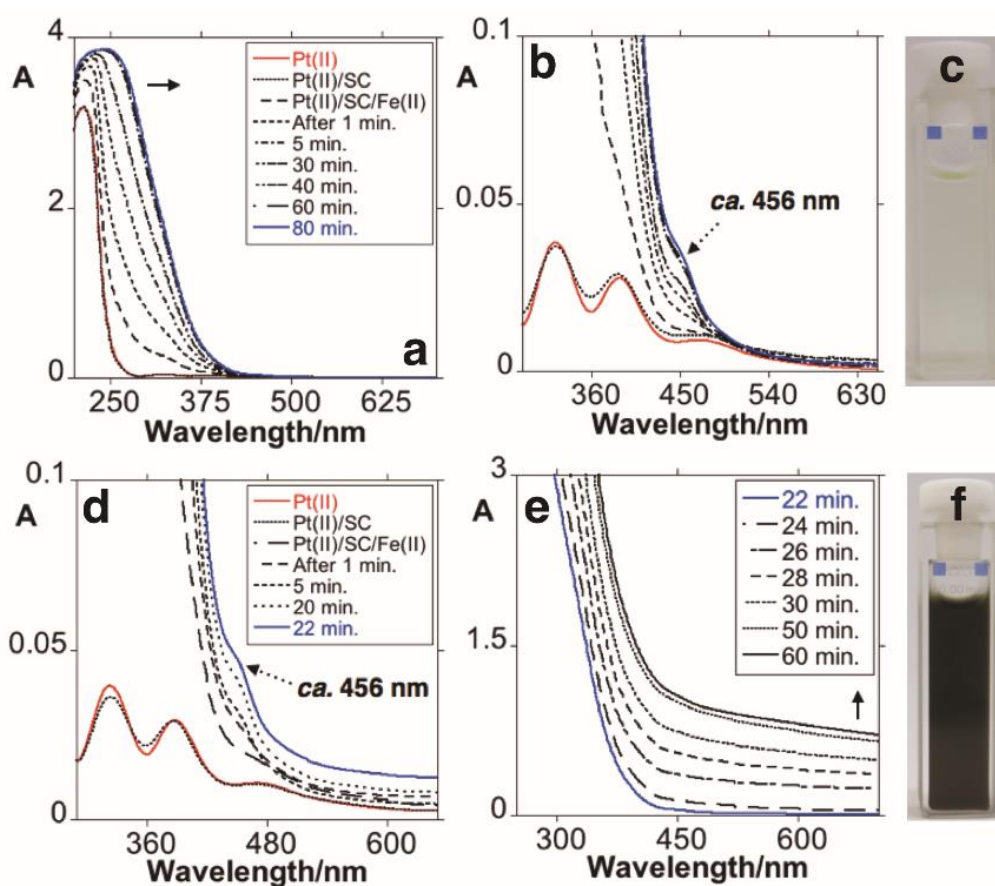 4
A
2
0
250 375 500 625
Wavelength/nm
Pt(II)
Pt(II)/SC
Pt(II)/SC/Fe(II)
After 1 min.
5 min.
30 min.
40 min.
60 min.
80 min.
a
0.1
A
0.05
0
b
ca. 456 nm
360 450 540 630
Wavelength/nm
c
0.1
A
0.05
0
d
Pt(II)
Pt(II)/SC
Pt(II)/SC/Fe(II)
After 1 min.
5 min.
20 min.
22 min.
ca. 456 nm
360 480 600
Wavelength/nm
3
A
1.5
0
e
22 min.
24 min.
26 min.
28 min.
30 min.
50 min.
60 min.
300 450 600
Wavelength/nm
f